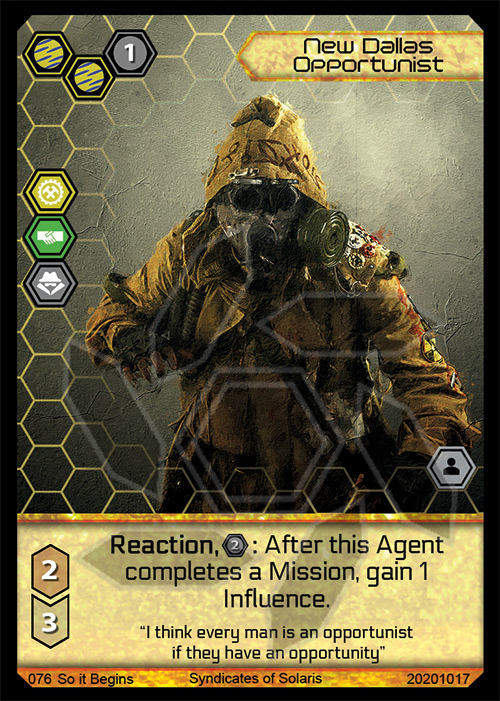 1
New Dallas
Opportunist
2
3
Reaction, 2: After this Agent
completes a Mission, gain 1
Influence.
“I think every man is an opportunist
if they have an opportunity”
076 So it Begins
Syndicates of Solaris
20201017